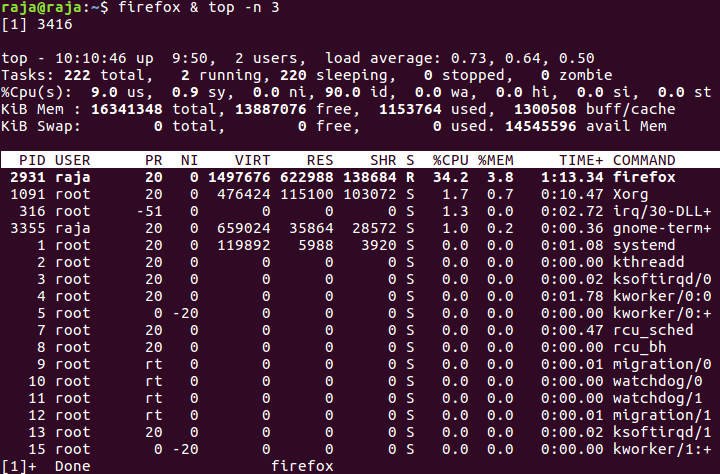 raja@raja:~$ firefox & top -n 3
[1] 3416
top - 10:10:46 up  9:50,  2 users,  load average: 0.73, 0.64, 0.50
Tasks: 222 total,   2 running, 220 sleeping,   0 stopped,   0 zombie
%Cpu(s):  9.0 us,  0.9 sy,  0.0 ni, 90.0 id,  0.0 wa,  0.0 hi,  0.0 si,  0.0 st
KiB Mem : 16341348 total, 13887076 free,  1153764 used,  1300508 buff/cache
KiB Swap:        0 total,        0 free,        0 used. 14545596 avail Mem
  PID USER      PR  NI    VIRT    RES    SHR S  %CPU %MEM     TIME+ COMMAND
 2931 raja      20   0 1497676 622988 138684 R  34.2  3.8   1:13.34 firefox
 1091 root      20   0  476424 115100 103072 S   1.7  0.7   0:10.47 Xorg
  316 root     -51   0       0      0      0 S   1.3  0.0   0:02.72 irq/30-DLL+
 3355 raja      20   0  659024  35864  28572 S   1.0  0.2   0:00.36 gnome-term+
    1 root      20   0  119892   5988   3920 S   0.0  0.0   0:01.08 systemd
    2 root      20   0       0      0      0 S   0.0  0.0   0:00.00 kthreadd
    3 root      20   0       0      0      0 S   0.0  0.0   0:00.02 ksoftirqd/0
    4 root      20   0       0      0      0 S   0.0  0.0   0:01.78 kworker/0:0
    5 root       0 -20       0      0      0 S   0.0  0.0   0:00.00 kworker/0:+
    7 root      20   0       0      0      0 S   0.0  0.0   0:00.47 rcu_sched
    8 root      20   0       0      0      0 S   0.0  0.0   0:00.00 rcu_bh
    9 root      rt   0       0      0      0 S   0.0  0.0   0:00.01 migration/0
   10 root      rt   0       0      0      0 S   0.0  0.0   0:00.00 watchdog/0
   11 root      rt   0       0      0      0 S   0.0  0.0   0:00.00 watchdog/1
   12 root      rt   0       0      0      0 S   0.0  0.0   0:00.01 migration/1
   13 root      20   0       0      0      0 S   0.0  0.0   0:00.02 ksoftirqd/1
   15 root       0 -20       0      0      0 S   0.0  0.0   0:00.00 kworker/1:+
[1]+  Done                    firefox